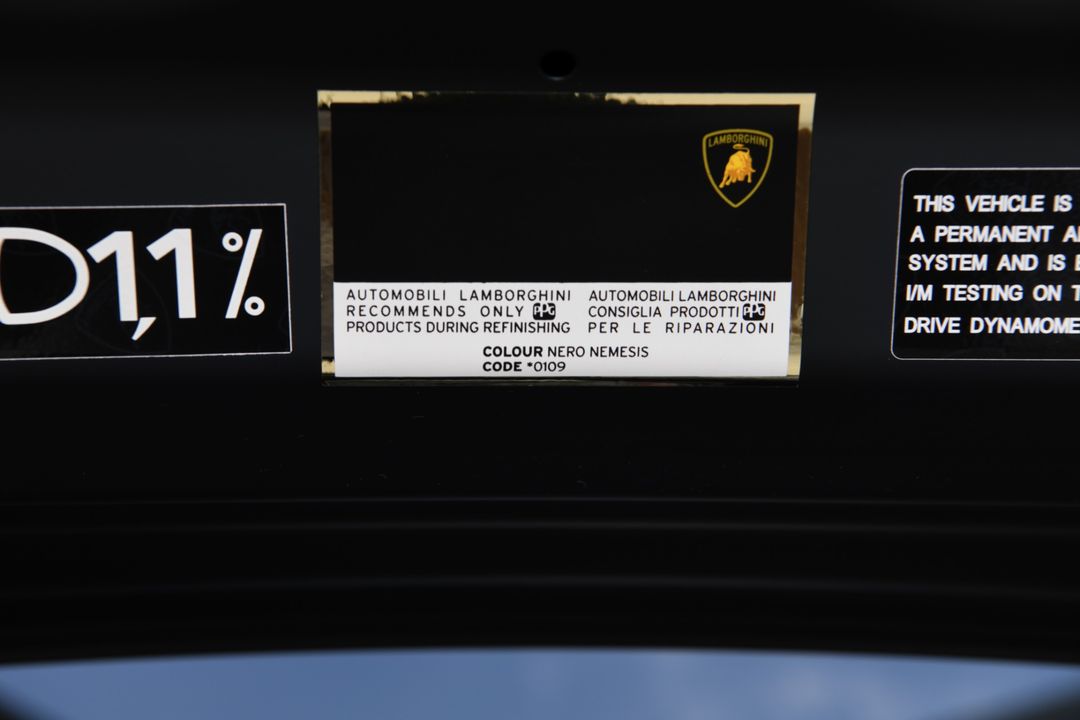 D1,1%
LAMBORGHINI
AUTOMOBILI LAMBORGHINI
RECOMMENDS ONLY PPG
PRODUCTS DURING REFINISHING
AUTOMOBILI LAMBORGHINI
CONSIGLIA PRODOTTI PPG
PER LE RIPARAZIONI
COLOUR NERO NEMESIS
CODE *0109
THIS VEHICLE IS
A PERMANENT
SYSTEM AND IS
I/M TESTING ON
DRIVE